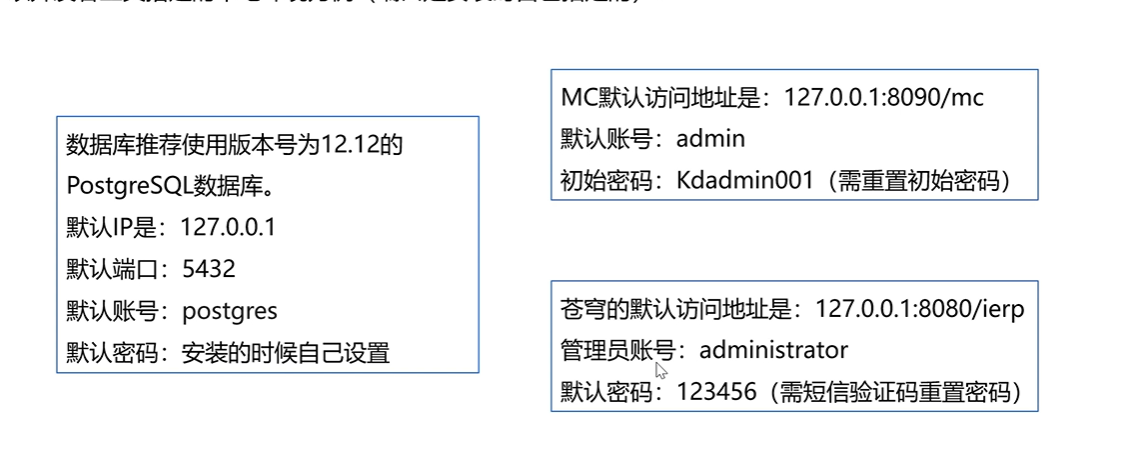 数据库推荐使用版本号为12.12的
PostgreSQL数据库。
默认IP是：127.0.0.1
默认端口：5432
默认账号：postgres
默认密码：安装的时候自己设置
MC默认访问地址是：127.0.0.1:8090/mc
默认账号：admin
初始密码：Kdadmin001（需重置初始密码）
苍穹的默认访问地址是：127.0.0.1:8080/ierp
管理员账号：administrator
默认密码：123456（需短信验证码重置密码）